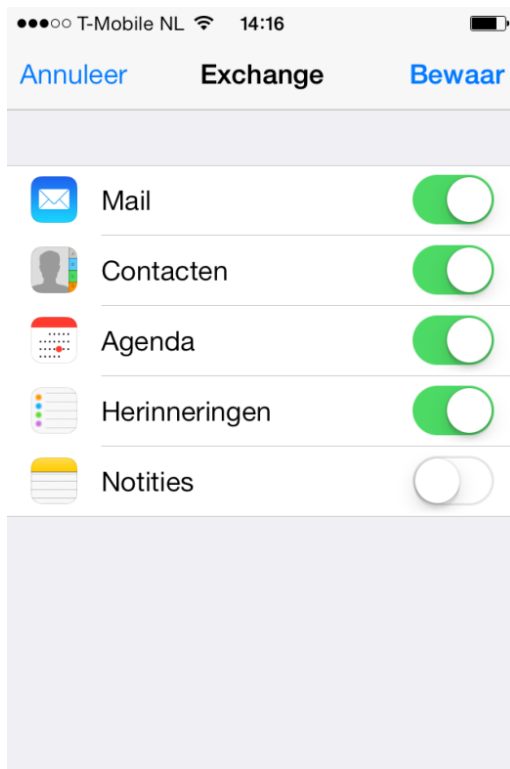 T-Mobile NL 14:16
Annuleer Exchange Bewaar
Mail
Contacten
Agenda
Herinneringen
Notities